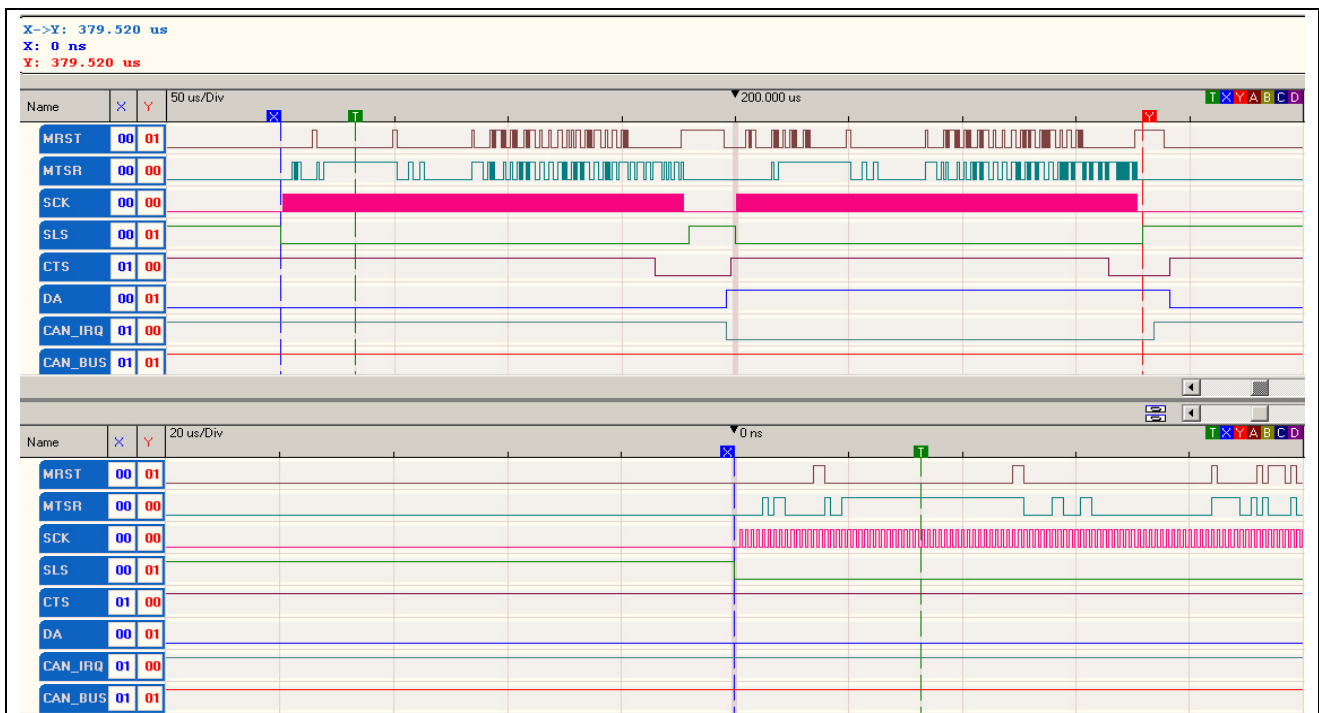 X->Y: 379.520 us
X: 0 ns
Y: 379.520 us
Name X Y 50 us/Div 200.000 us T X Y A B C D
X T Y
MRST 00 01
MTSR 00 00
SCK 00 00
SLS 00 01
CTS 01 00
DA 00 01
CAN_IRQ 01 00
CAN_BUS 01 01
Name X Y 20 us/Div 0 ns T X Y A B C D
X T
MRST 00 01
MTSR 00 00
SCK 00 00
SLS 00 01
CTS 01 00
DA 00 01
CAN_IRQ 01 00
CAN_BUS 01 01